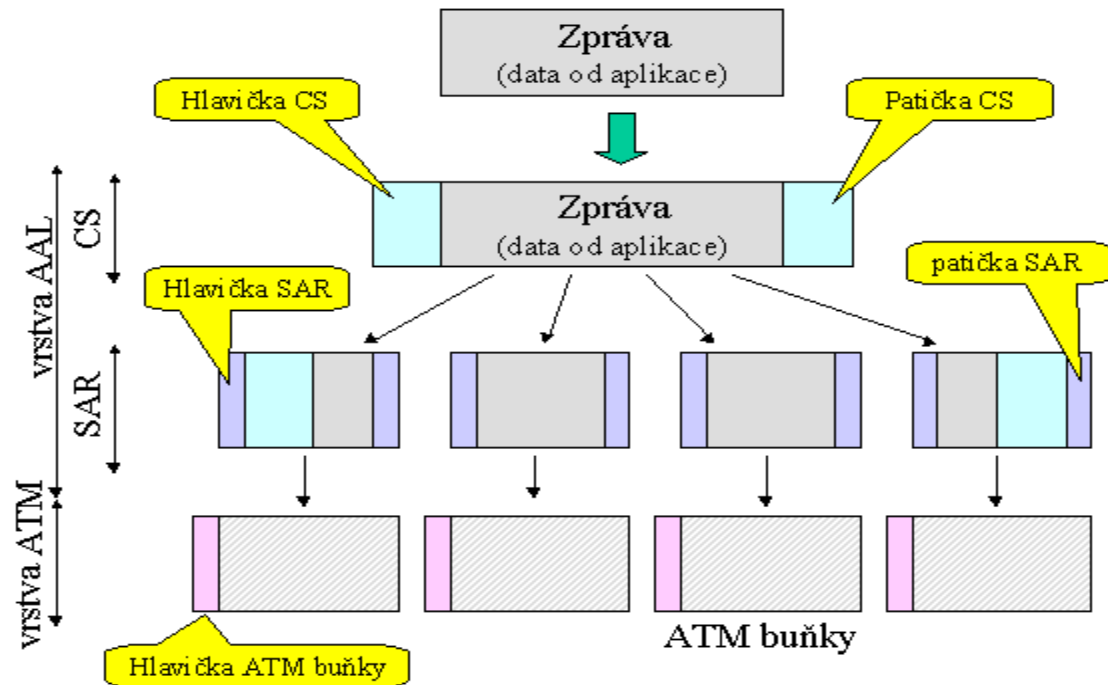 Zpráva
(data od aplikace)
Hlavička CS
Patička CS
Zpráva
(data od aplikace)
vrstva AAL
CS
Hlavička SAR
patička SAR
SAR
vrstva ATM
ATM buňky
Hlavička ATM buňky